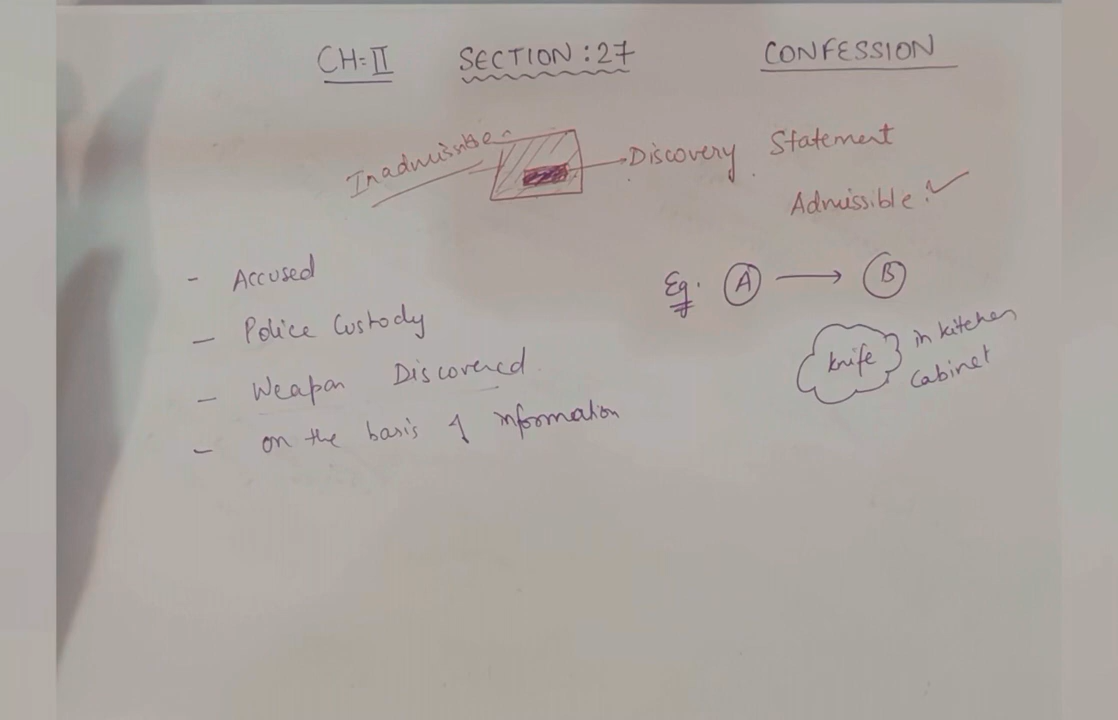 CH=II SECTION : 27 CONFESSION
Inadmissible
Discovery Statement
Admissible
- Accused
- Police Custody
- Weapon Discovered
- on the basis of information
Eg. A → B
knife in kitchen
cabinet